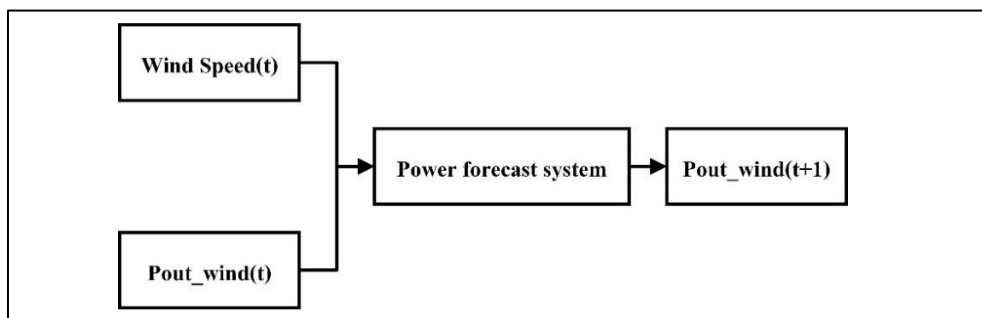 Wind Speed(t)
Power forecast system
Pout_wind(t+1)
Pout_wind(t)